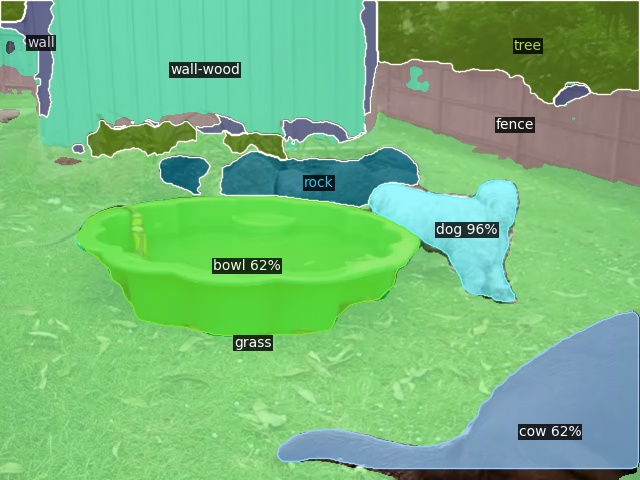 wall
tree
wall-wood
fence
rock
dog 96%
bowl 62%
grass
cow 62%